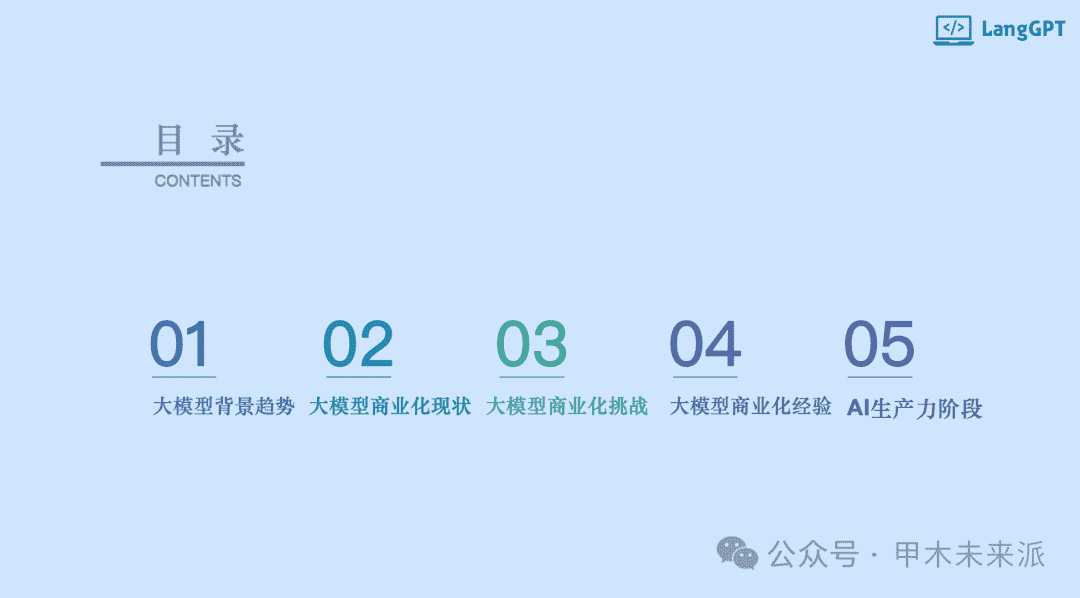 LangGPT
目 录
CONTENTS
01
大模型背景趋势
02
大模型商业化现状
03
大模型商业化挑战
04
大模型商业化经验
05
AI生产力阶段
公众号 · 甲木未来派